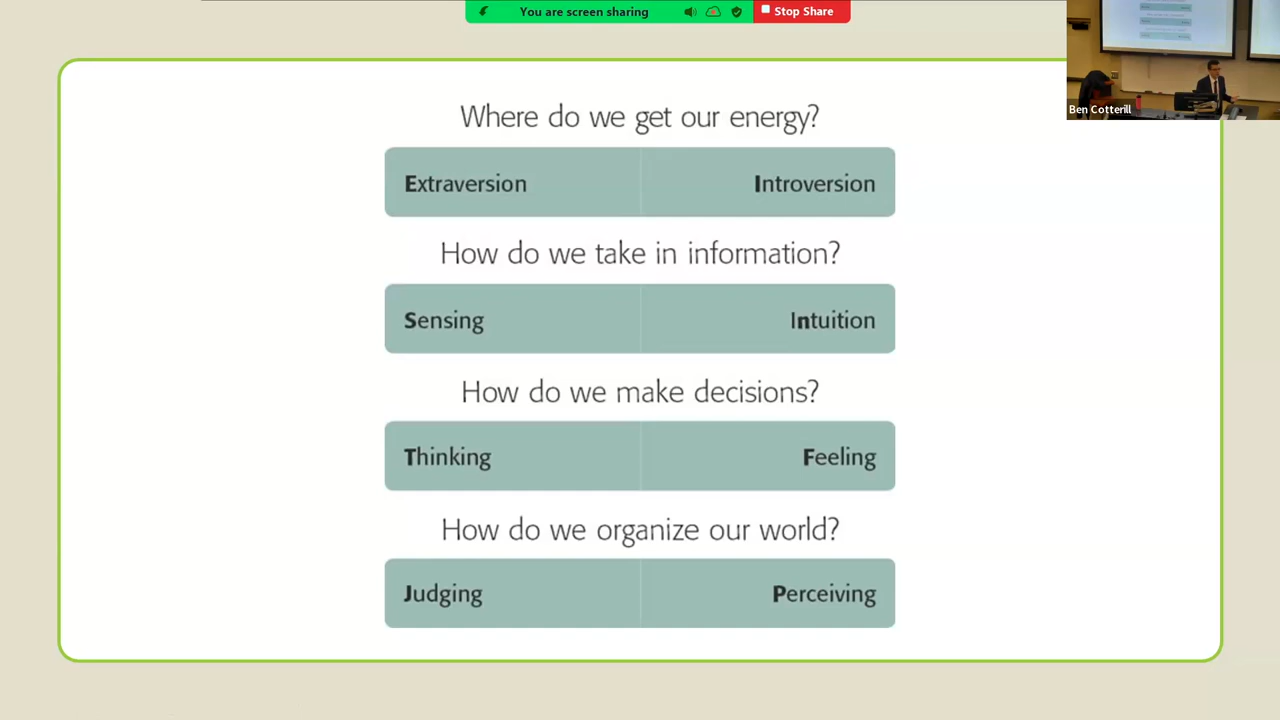 You are screen sharing
Stop Share
Ben Cotterill
Where do we get our energy?
Extraversion Introversion
How do we take in information?
Sensing Intuition
How do we make decisions?
Thinking Feeling
How do we organize our world?
Judging Perceiving